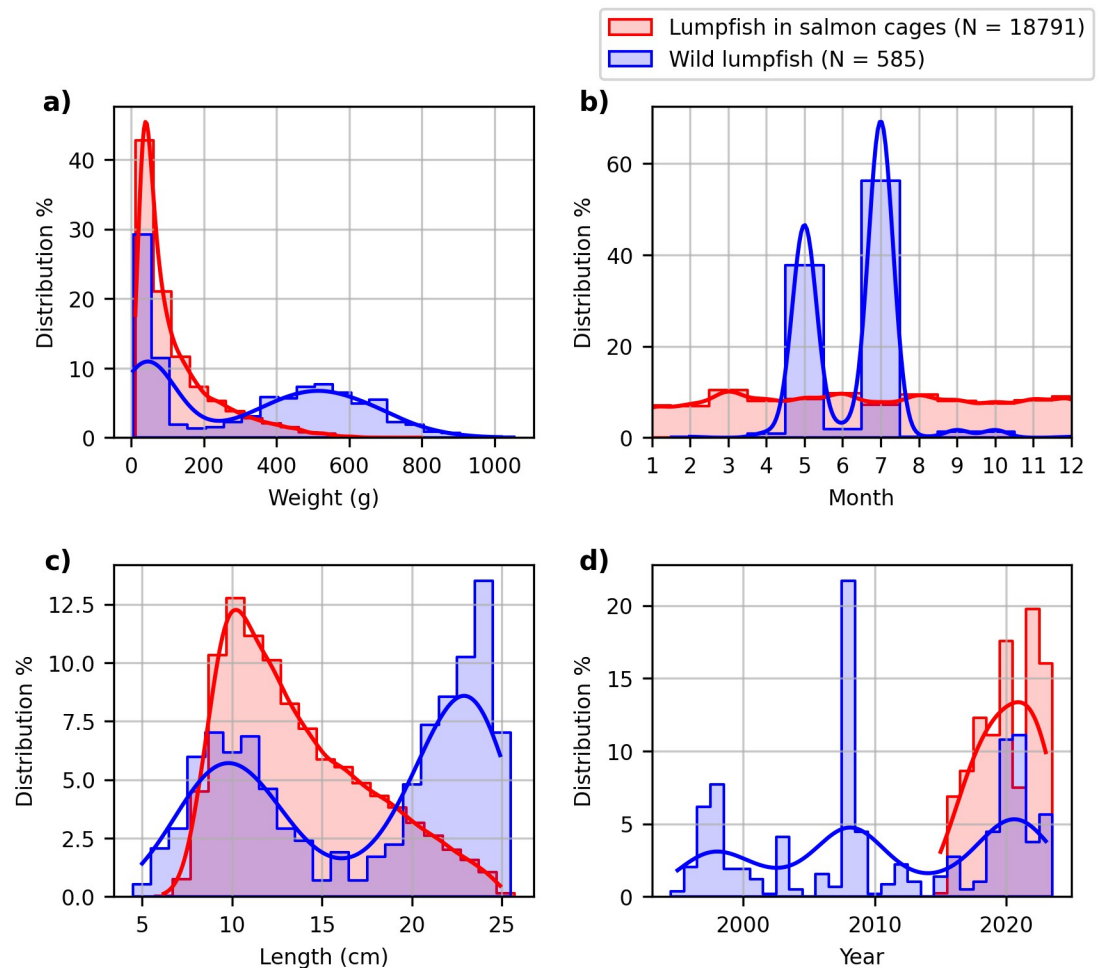 Lumpfish in salmon cages (N = 18791)
Wild lumpfish (N = 585)
a)
Distribution %
40
30
20
10
0
0 200 400 600 800 1000
Weight (g)
b)
Distribution %
60
40
20
0
1 2 3 4 5 6 7 8 9 10 11 12
Month
c)
Distribution %
12.5
10.0
7.5
5.0
2.5
0.0
5 10 15 20 25
Length (cm)
d)
Distribution %
20
15
10
5
0
2000 2010 2020
Year